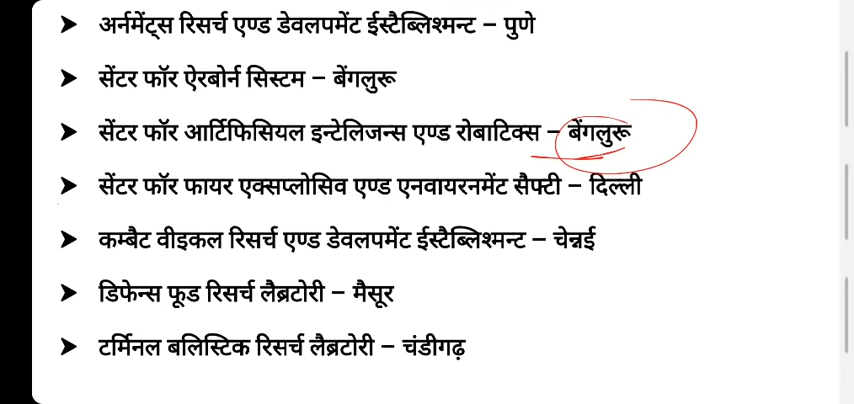 ➤ अर्नमेंट्स रिसर्च एण्ड डेवलपमेंट ईस्टैब्लिश्मन्ट – पुणे
➤ सेंटर फॉर ऐरबोर्न सिस्टम – बेंगलुरू
➤ सेंटर फॉर आर्टिफिसियल इन्टेलिजन्स एण्ड रोबाटिक्स – बेंगलुरू
➤ सेंटर फॉर फायर एक्सप्लोसिव एण्ड एनवायरनमेंट सैफ्टी – दिल्ली
➤ कम्बैट वीइकल रिसर्च एण्ड डेवलपमेंट ईस्टैब्लिश्मन्ट – चेन्नई
➤ डिफेन्स फूड रिसर्च लैब्रटोरी – मैसूर
➤ टर्मिनल बलिस्टिक रिसर्च लैब्रटोरी – चंडीगढ़